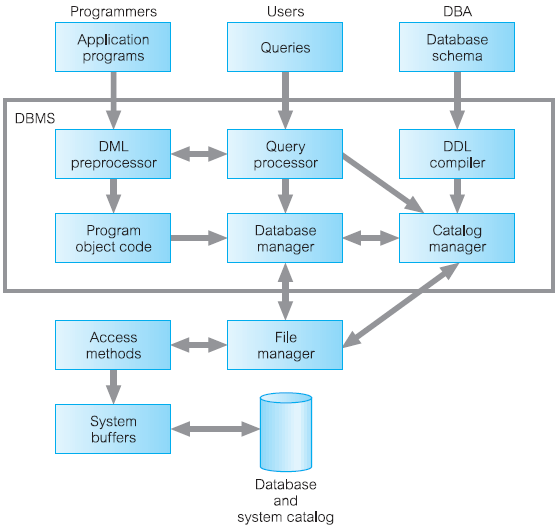 Programmers
Users
DBA
Application
programs
Queries
Database
schema
DBMS
DML
preprocessor
Query
processor
DDL
compiler
Program
object code
Database
manager
Catalog
manager
Access
methods
File
manager
System
buffers
Database
and
system catalog